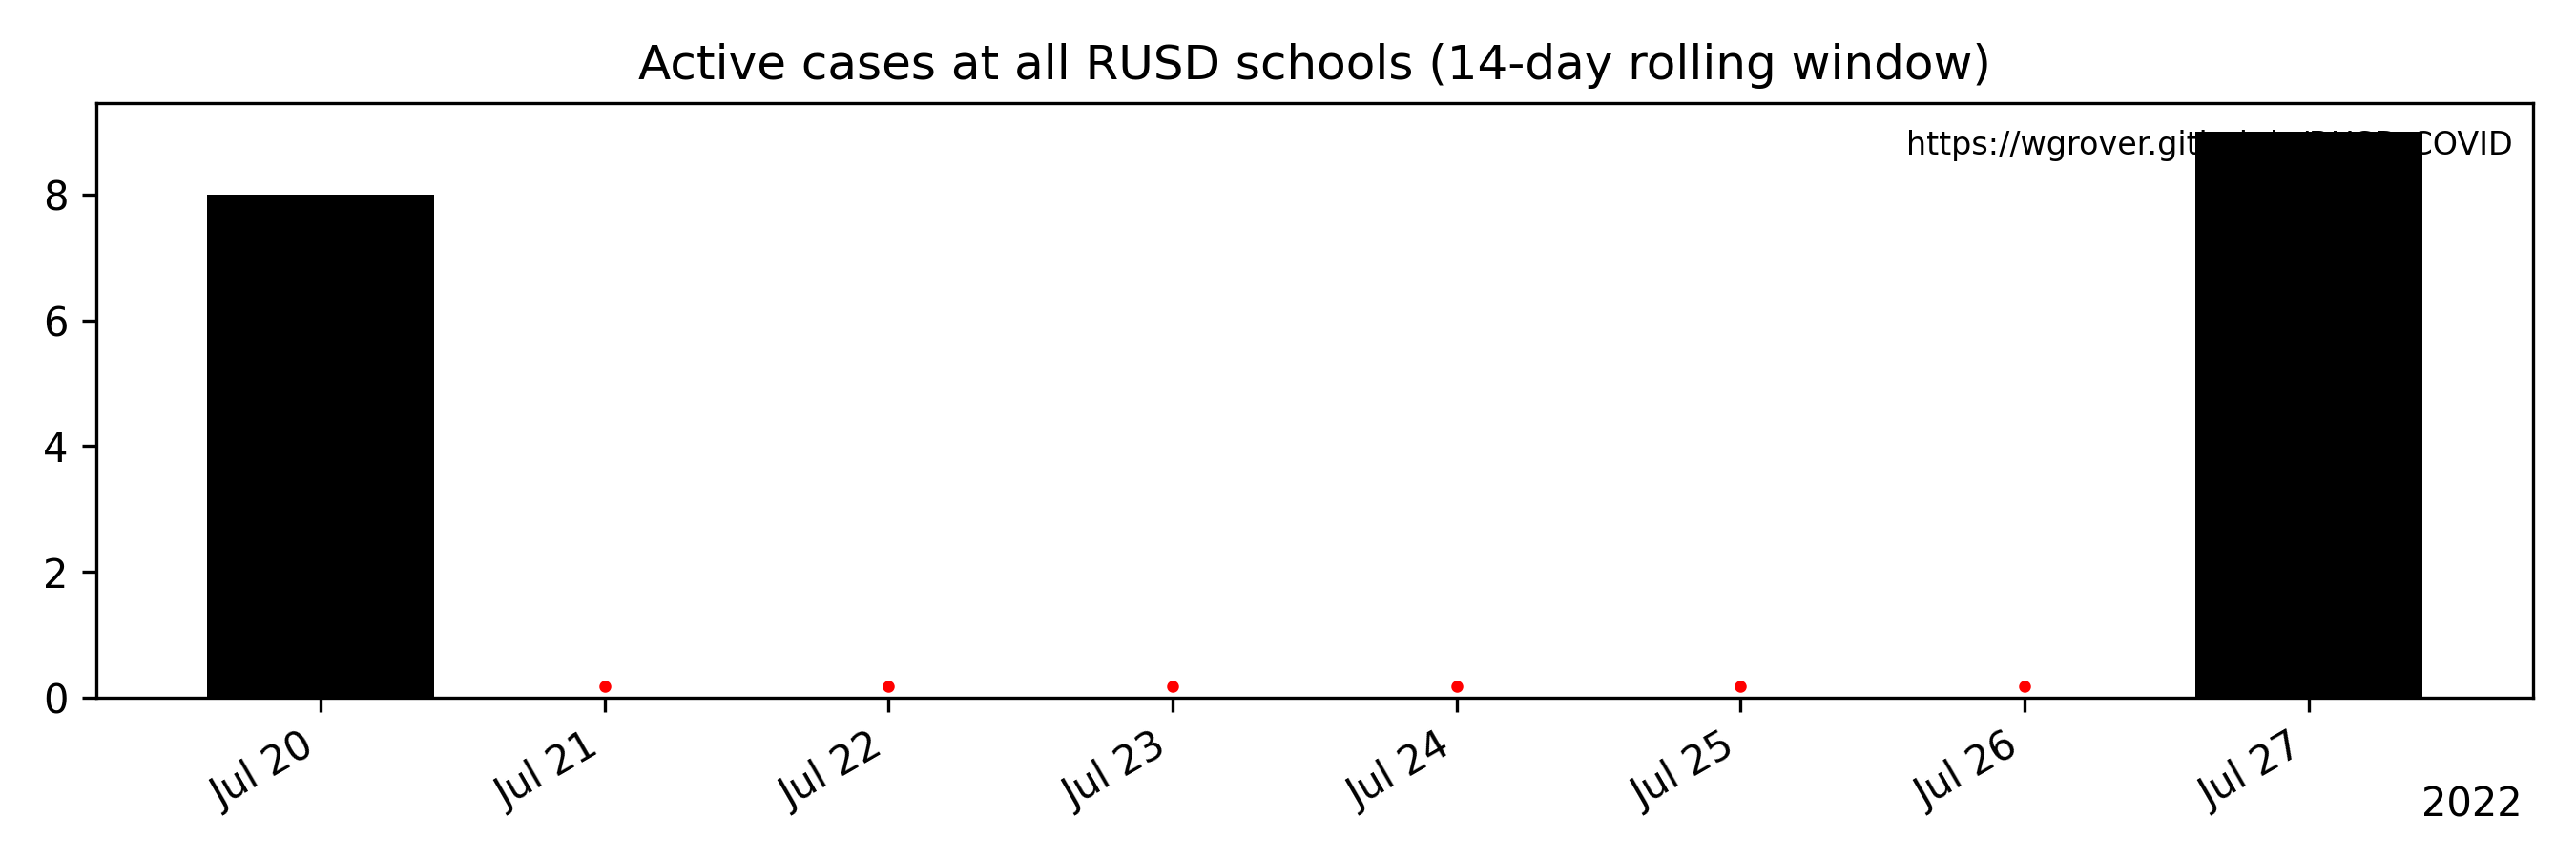 Active cases at all RUSD schools (14-day rolling window)
https://wgrover.git COVID
8
6
4
2
0
Jul 20
Jul 21
Jul 22
Jul 23
Jul 24
Jul 25
Jul 26
Jul 27
2022